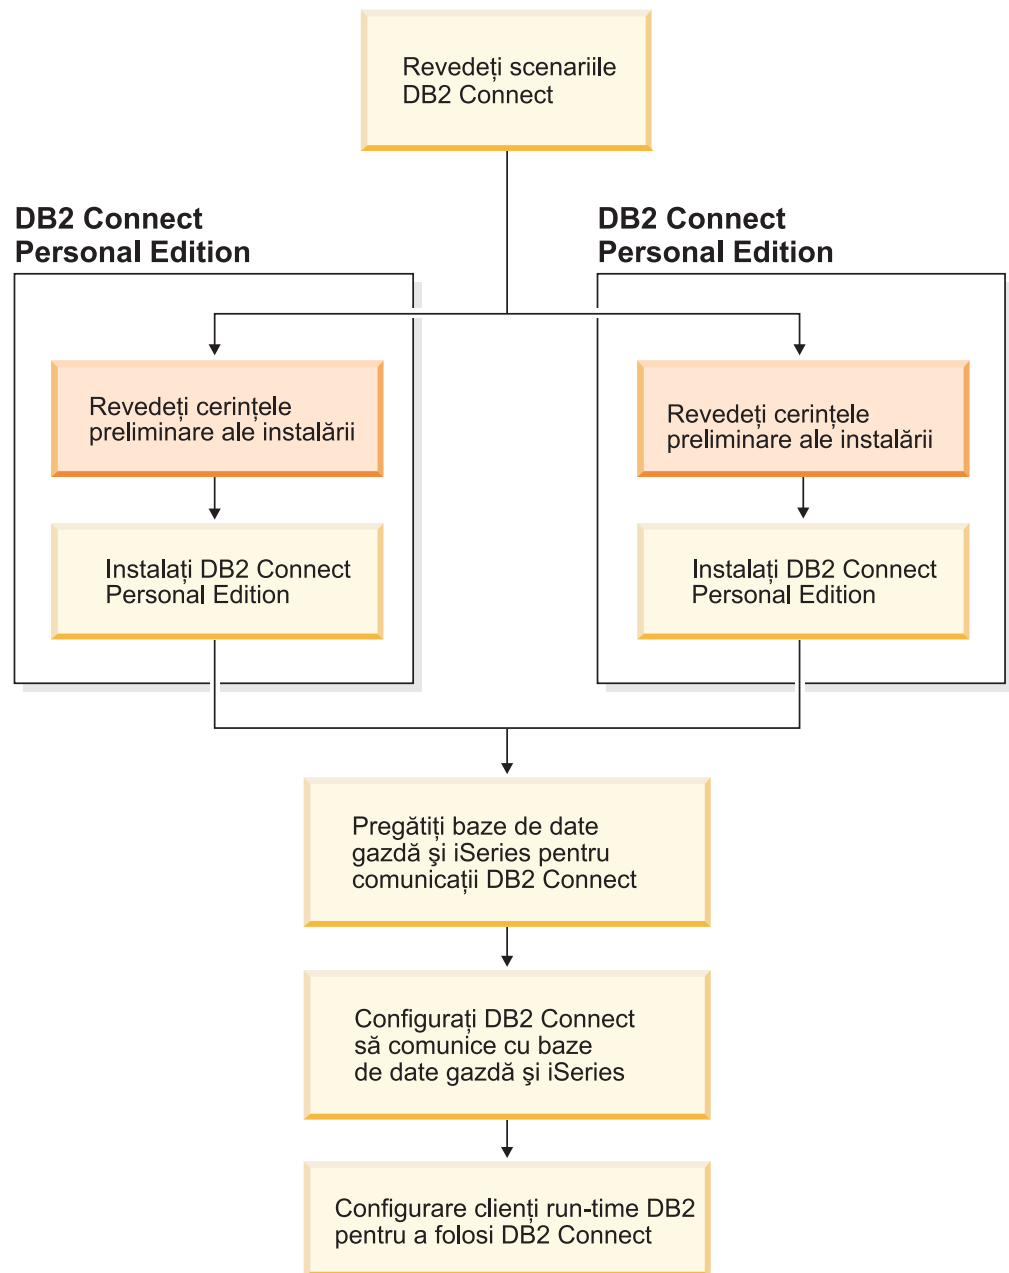 Revedeți scenariile
DB2 Connect
DB2 Connect
Personal Edition
DB2 Connect
Personal Edition
Revedeți cerințele
preliminare ale instalării
Revedeți cerințele
preliminare ale instalării
Instalați DB2 Connect
Personal Edition
Instalați DB2 Connect
Personal Edition
Pregătiți baze de date
gazdă şi iSeries pentru
comunicații DB2 Connect
Configurați DB2 Connect
să comunice cu baze
de date gazdă şi iSeries
Configurare clienți run-time DB2
pentru a folosi DB2 Connect